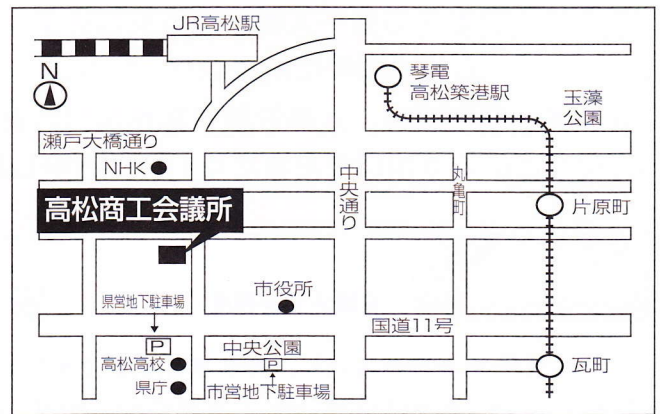 JR高松駅
N
琴電
高松築港駅
玉藻
公園
瀬戸大橋通り
NHK
中央通り
丸亀町
高松商工会議所
片原町
県営地下駐車場
市役所
国道11号
P
中央公園
P
高松高校
瓦町
県庁
市営地下駐車場